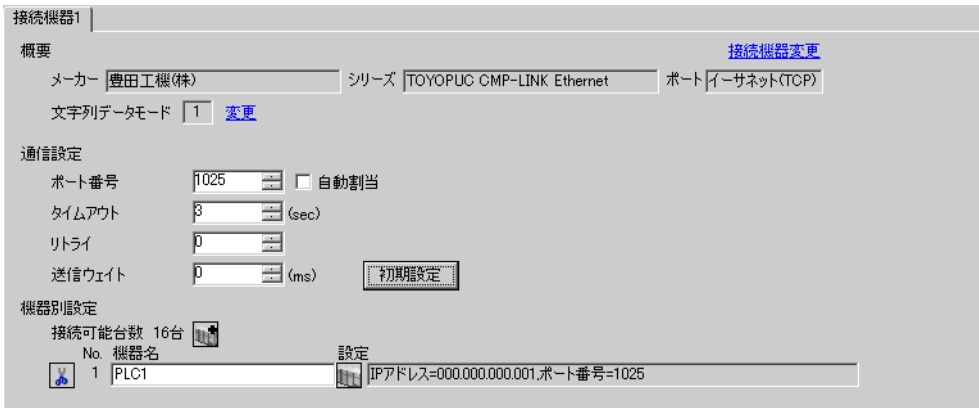 接続機器1
概要 接続機器変更
メーカー 豊田工機(株) シリーズ TOYOPUC CMP-LINK Ethernet ポート イーサネット(TCP)
文字列データモード 1 変更
通信設定
ポート番号 1025 自動割当
タイムアウト 3 (sec)
リトライ 0
送信ウェイト 0 (ms) 初期設定
機器別設定
接続可能台数 16台
No. 機器名 設定
1 PLC1 IPアドレス=000.000.000.001,ポート番号=1025